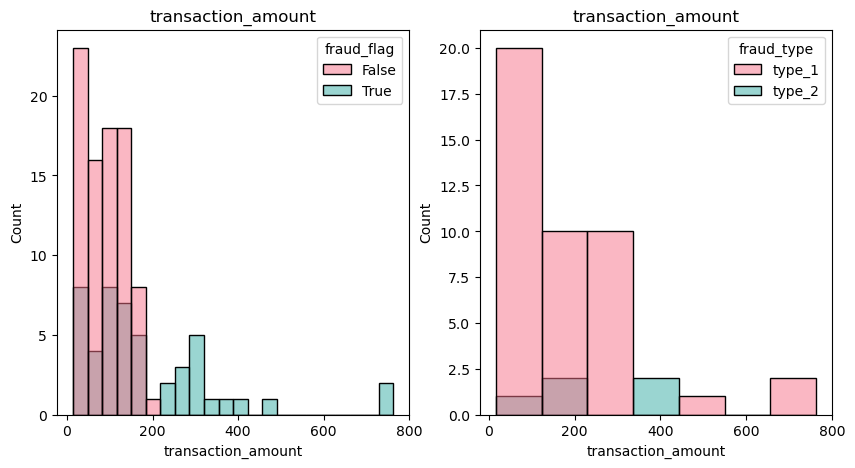 transaction_amount
fraud_flag
False
True
Count
20
15
10
5
0
0
200
400
600
800
transaction_amount
transaction_amount
fraud_type
type_1
type_2
Count
20.0
17.5
15.0
12.5
10.0
7.5
5.0
2.5
0.0
0
200
400
600
800
transaction_amount